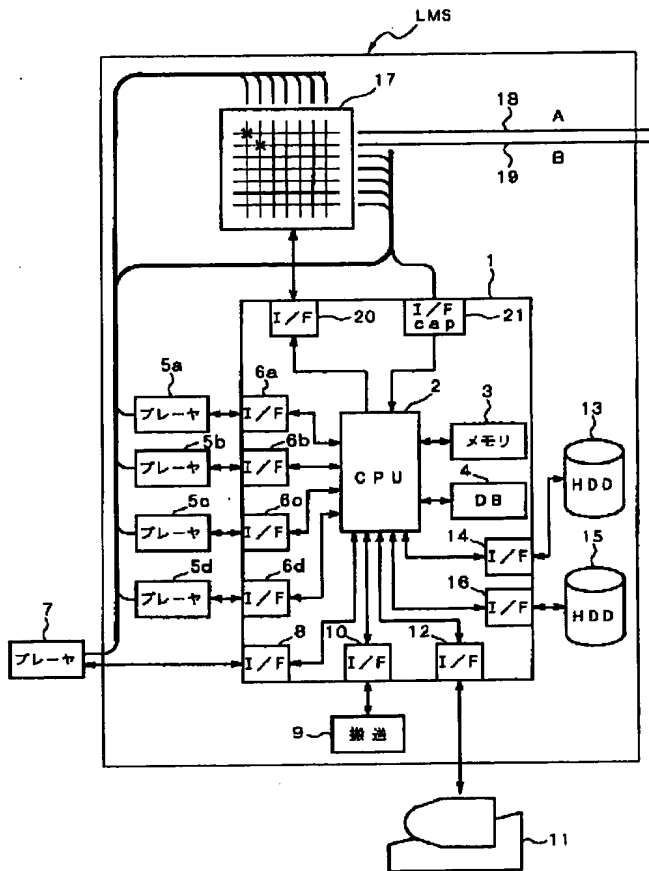 LMS
17
18
A
19
B
1
I/F
20
I/F
cap
21
5a
プレーヤ
6a
I/F
2
CPU
3
メモリ
13
HDD
5b
プレーヤ
6b
I/F
4
DB
5c
プレーヤ
6c
I/F
14
I/F
15
HDD
5d
プレーヤ
6d
I/F
16
I/F
7
プレーヤ
8
I/F
10
I/F
12
I/F
9
搬送
11